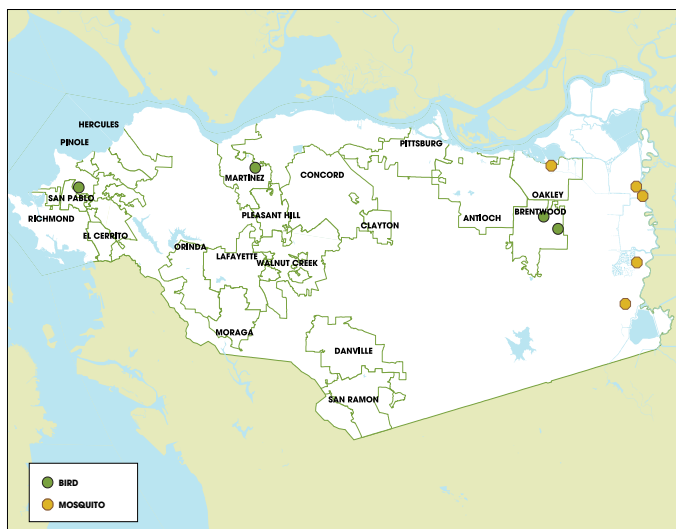 HERCULES
PINOLE
PITTSBURG
MARTINEZ
CONCORD
SAN PABLO
OAKLEY
RICHMOND
PLEASANT HILL
BRENTWOOD
ANTIOCH
CLAYTON
EL CERRITO
ORINDA
LAFAYETTE
WALNUT CREEK
MORAGA
DANVILLE
SAN RAMON
BIRD
MOSQUITO